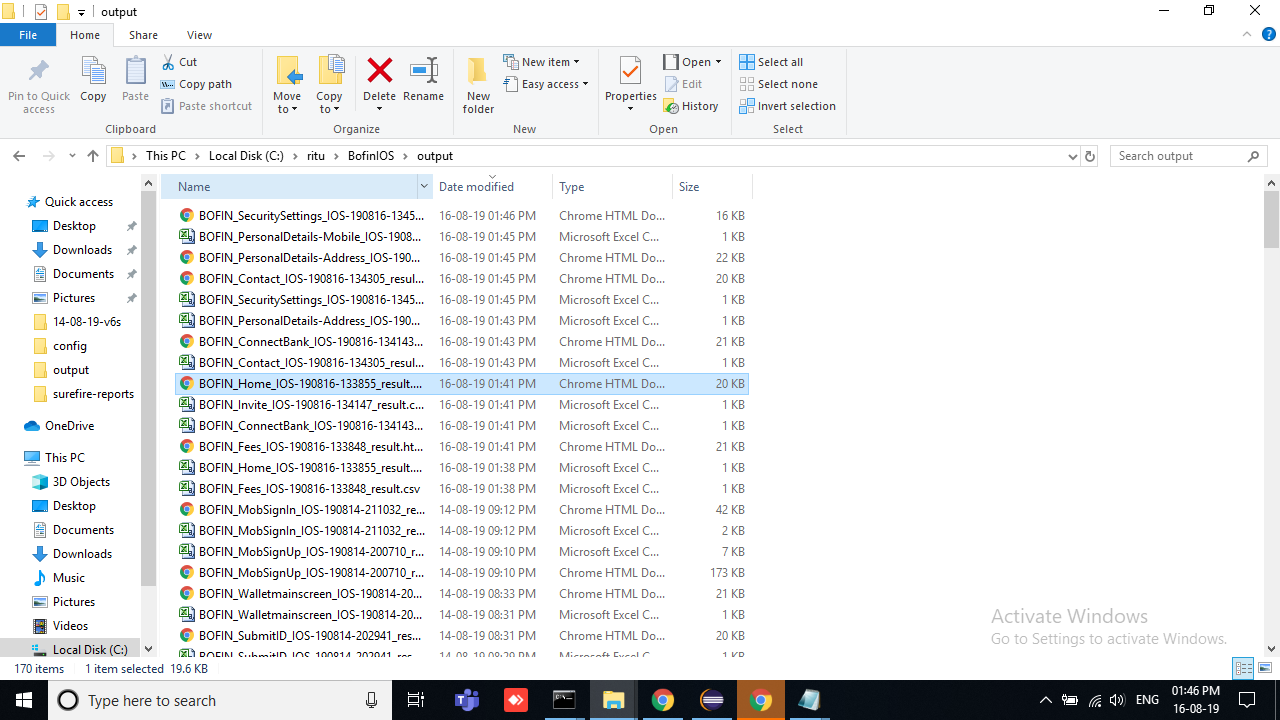 output
File Home Share View
Pin to Quick access
Copy
Paste
Cut
Copy path
Paste shortcut
Clipboard
Move to
Copy to
Delete
Rename
Organize
New folder
New item
Easy access
New
Properties
Open
Edit
History
Open
Select all
Select none
Invert selection
Select
This PC Local Disk (C:) ritu BofinIOS output
Search output
Quick access
Desktop
Downloads
Documents
Pictures
14-08-19-v6s
config
output
surefire-reports
OneDrive
This PC
3D Objects
Desktop
Documents
Downloads
Music
Pictures
Videos
Local Disk (C:)
Name Date modified Type Size
BOFIN_SecuritySettings_IOS-190816-1345... 16-08-19 01:46 PM Chrome HTML Do... 16 KB
BOFIN_PersonalDetails-Mobile_IOS-1908... 16-08-19 01:45 PM Microsoft Excel C... 1 KB
BOFIN_PersonalDetails-Address_IOS-190... 16-08-19 01:45 PM Chrome HTML Do... 22 KB
BOFIN_Contact_IOS-190816-134305_resul... 16-08-19 01:45 PM Chrome HTML Do... 20 KB
BOFIN_SecuritySettings_IOS-190816-1345... 16-08-19 01:45 PM Microsoft Excel C... 1 KB
BOFIN_PersonalDetails-Address_IOS-190... 16-08-19 01:43 PM Microsoft Excel C... 1 KB
BOFIN_ConnectBank_IOS-190816-134143... 16-08-19 01:43 PM Chrome HTML Do... 21 KB
BOFIN_Contact_IOS-190816-134305_resul... 16-08-19 01:43 PM Microsoft Excel C... 1 KB
BOFIN_Home_IOS-190816-133855_result.... 16-08-19 01:41 PM Chrome HTML Do... 20 KB
BOFIN_Invite_IOS-190816-134147_result.c... 16-08-19 01:41 PM Microsoft Excel C... 1 KB
BOFIN_ConnectBank_IOS-190816-134143... 16-08-19 01:41 PM Microsoft Excel C... 1 KB
BOFIN_Fees_IOS-190816-133848_result.ht... 16-08-19 01:41 PM Chrome HTML Do... 21 KB
BOFIN_Home_IOS-190816-133855_result.... 16-08-19 01:38 PM Microsoft Excel C... 1 KB
BOFIN_Fees_IOS-190816-133848_result.csv 16-08-19 01:38 PM Microsoft Excel C... 1 KB
BOFIN_MobSignIn_IOS-190814-211032_re... 14-08-19 09:12 PM Chrome HTML Do... 42 KB
BOFIN_MobSignIn_IOS-190814-211032_re... 14-08-19 09:12 PM Microsoft Excel C... 2 KB
BOFIN_MobSignUp_IOS-190814-200710_r... 14-08-19 09:10 PM Microsoft Excel C... 7 KB
BOFIN_MobSignUp_IOS-190814-200710_r... 14-08-19 09:10 PM Chrome HTML Do... 173 KB
BOFIN_Walletmainscreen_IOS-190814-20... 14-08-19 08:33 PM Chrome HTML Do... 21 KB
BOFIN_Walletmainscreen_IOS-190814-20... 14-08-19 08:31 PM Microsoft Excel C... 1 KB
BOFIN_SubmitID_IOS-190814-202941_res... 14-08-19 08:31 PM Chrome HTML Do... 20 KB
BOFIN_SubmitID_IOS-190814-202941_res... 14-08-19 08:29 PM Microsoft Excel C... 1 KB
Activate Windows
Go to Settings to activate Windows.
170 items 1 item selected 19.6 KB
Type here to search
ENG
01:46 PM
16-08-19